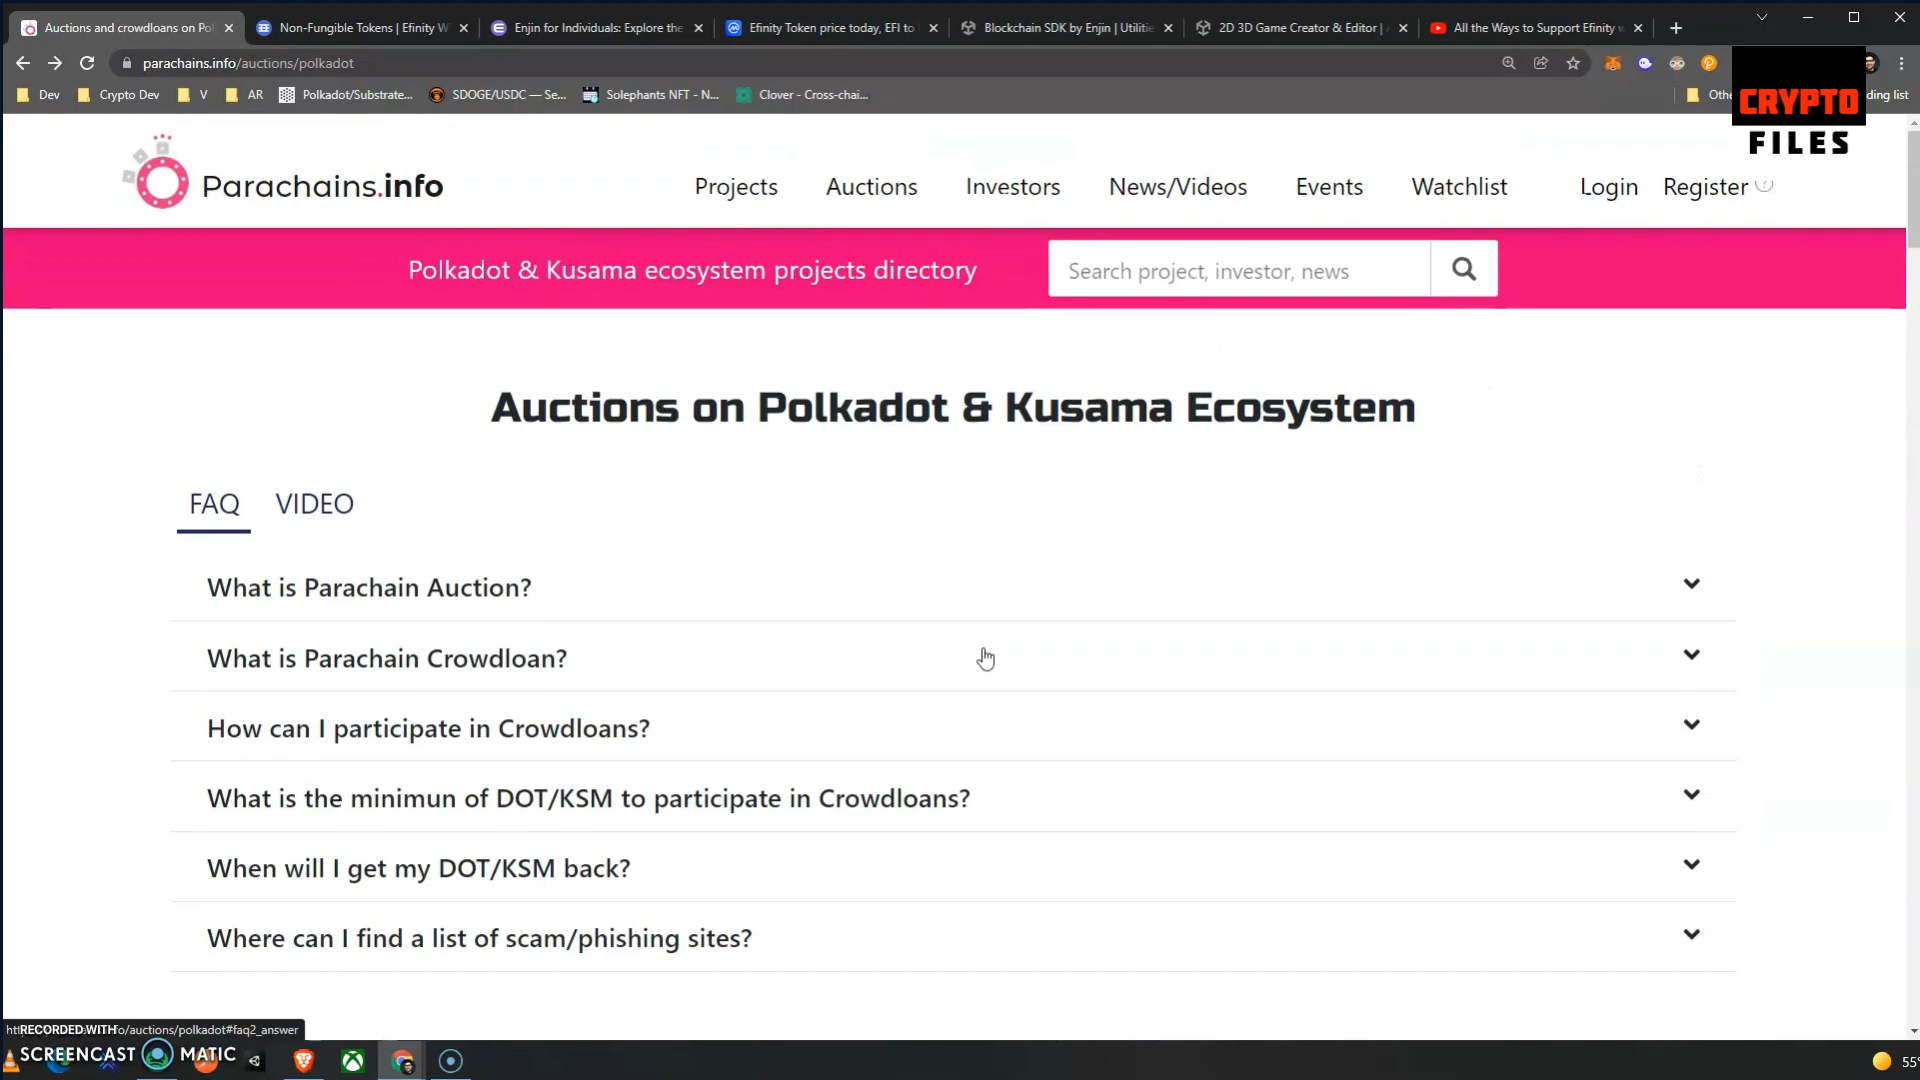 Auctions and crowdloans on Pol
Non-Fungible Tokens | Efinity W
Enjin for Individuals: Explore the
Efinity Token price today, EFI to
Blockchain SDK by Enjin | Utilitie
2D 3D Game Creator & Editor |
All the Ways to Support Efinity
parachains.info/auctions/polkadot
Dev
Crypto Dev
V
AR
Polkadot/Substrate...
SDOGE/USDC — Se...
Solephants NFT - N...
Clover - Cross-chai...
Othe
ding list
CRYPTO
FILES
Parachains.info
Projects
Auctions
Investors
News/Videos
Events
Watchlist
Login
Register
Polkadot & Kusama ecosystem projects directory
Search project, investor, news
Auctions on Polkadot & Kusama Ecosystem
FAQ
VIDEO
What is Parachain Auction?
What is Parachain Crowdloan?
How can I participate in Crowdloans?
What is the minimun of DOT/KSM to participate in Crowdloans?
When will I get my DOT/KSM back?
Where can I find a list of scam/phishing sites?
RECORDED WITH
o/auctions/polkadot#faq2_answer
SCREENCAST MATIC
55°